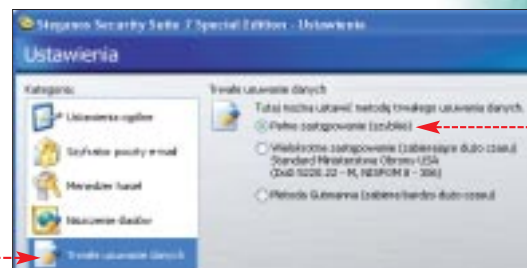 Steganos Security Suite 7 Special Edition - Ustawienia
Ustawienia
Kategorie:
Ustawienia ogólne
Szyfrator poczty e-mail
Menedżer haseł
Niszczenie śladów
Trwałe usuwanie danych
Trwałe usuwanie danych
Tutaj można ustawić metodę trwałego usuwania danych.
Pełne zastępowanie (szybkie)
Wielokrotne zastępowanie (zabierające dużo czasu)
Standard Ministerstwa Obrony USA
(DoD 5220.22 - M, NISPOM 8 - 306)
Metoda Gutmanna (zabiera bardzo dużo czasu)